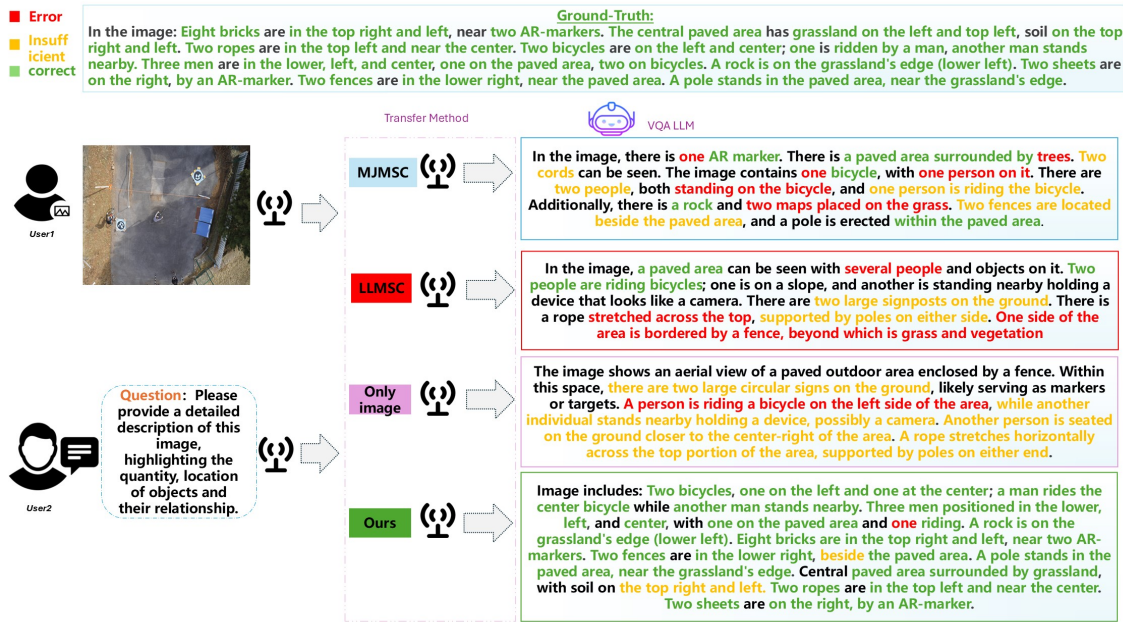 Error
Insuff
icient
correct
Ground-Truth:
In the image: Eight bricks are in the top right and left, near two AR-markers. The central paved area has grassland on the left and top left, soil on the top
right and left. Two ropes are in the top left and near the center. Two bicycles are on the left and center; one is ridden by a man, another man stands
nearby. Three men are in the lower, left, and center, one on the paved area, two on bicycles. A rock is on the grassland's edge (lower left). Two sheets are
on the right, by an AR-marker. Two fences are in the lower right, near the paved area. A pole stands in the paved area, near the grassland's edge.
Transfer Method
VQA LLM
User1
MJMSC
In the image, there is one AR marker. There is a paved area surrounded by trees. Two
cords can be seen. The image contains one bicycle, with one person on it. There are
two people, both standing on the bicycle, and one person is riding the bicycle.
Additionally, there is a rock and two maps placed on the grass. Two fences are located
beside the paved area, and a pole is erected within the paved area.
LLMSC
In the image, a paved area can be seen with several people and objects on it. Two
people are riding bicycles; one is on a slope, and another is standing nearby holding a
device that looks like a camera. There are two large signposts on the ground. There is
a rope stretched across the top, supported by poles on either side. One side of the
area is bordered by a fence, beyond which is grass and vegetation
User2
Question: Please
provide a detailed
description of this
image,
highlighting the
quantity, location
of objects and
their relationship.
Only
image
The image shows an aerial view of a paved outdoor area enclosed by a fence. Within
this space, there are two large circular signs on the ground, likely serving as markers
or targets. A person is riding a bicycle on the left side of the area, while another
individual stands nearby holding a device, possibly a camera. Another person is seated
on the ground closer to the center-right of the area. A rope stretches horizontally
across the top portion of the area, supported by poles on either end.
Ours
Image includes: Two bicycles, one on the left and one at the center; a man rides the
center bicycle while another man stands nearby. Three men positioned in the lower,
left, and center, with one on the paved area and one riding. A rock is on the
grassland's edge (lower left). Eight bricks are in the top right and left, near two AR-
markers. Two fences are in the lower right, beside the paved area. A pole stands in the
paved area, near the grassland's edge. Central paved area surrounded by grassland,
with soil on the top right and left. Two ropes are in the top left and near the center.
Two sheets are on the right, by an AR-marker.